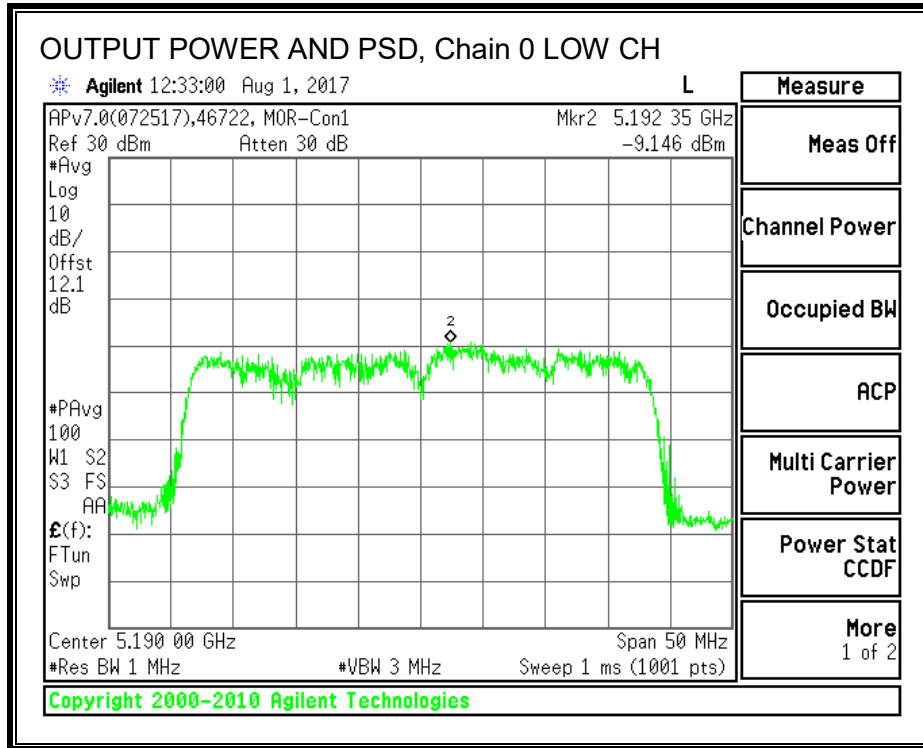 OUTPUT POWER AND PSD, Chain 0 LOW CH
Agilent 12:33:00 Aug 1, 2017 L
APv7.0(072517),46722, MOR-Con1 Mkr2 5.192 35 GHz
Ref 30 dBm Atten 30 dB -9.146 dBm
#Avg
Log
10
dB/
Offst
12.1
dB
2
#PAvg
100
W1 S2
S3 FS
AA
£(f):
FTun
Swp
Center 5.190 00 GHz Span 50 MHz
#Res BW 1 MHz #VBW 3 MHz Sweep 1 ms (1001 pts)
Copyright 2000-2010 Agilent Technologies
Measure
Meas Off
Channel Power
Occupied BW
ACP
Multi Carrier
Power
Power Stat
CCDF
More
1 of 2